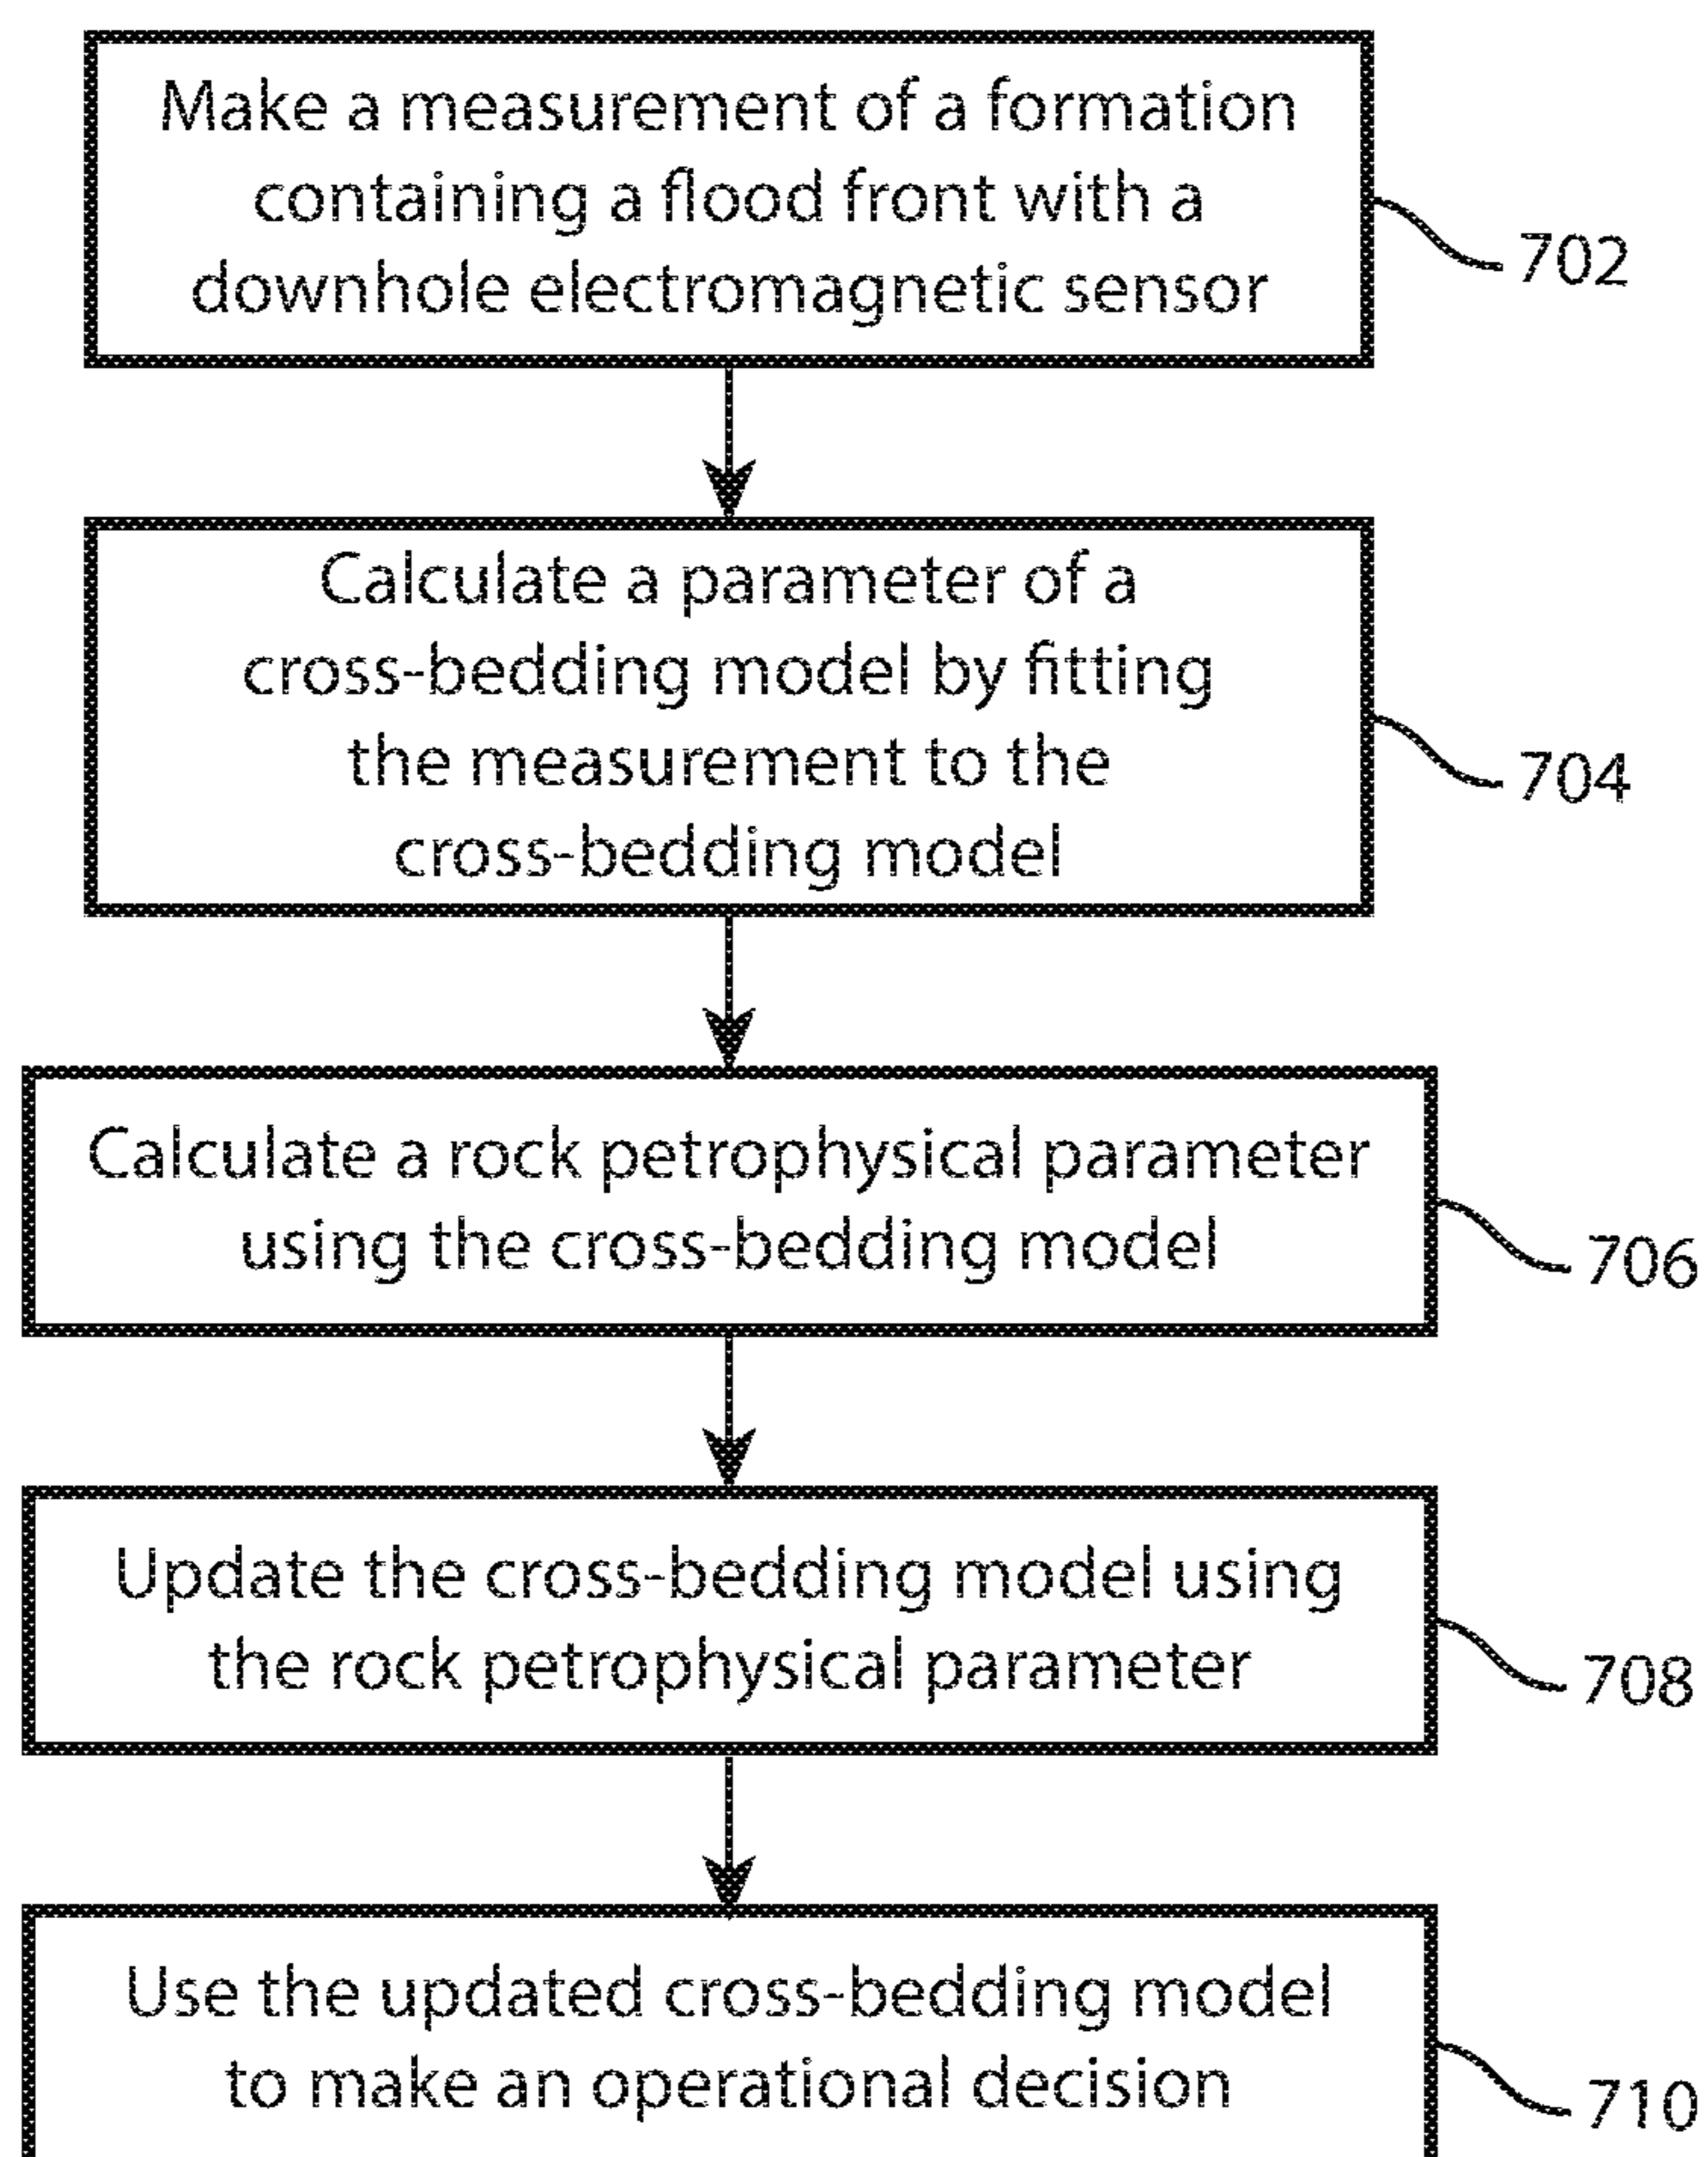 Make a measurement of a formation
containing a flood front with a
downhole electromagnetic sensor
702
Calculate a parameter of a
cross-bedding model by fitting
the measurement to the
cross-bedding model
704
Calculate a rock petrophysical parameter
using the cross-bedding model
706
Update the cross-bedding model using
the rock petrophysical parameter
708
Use the updated cross-bedding model
to make an operational decision
710